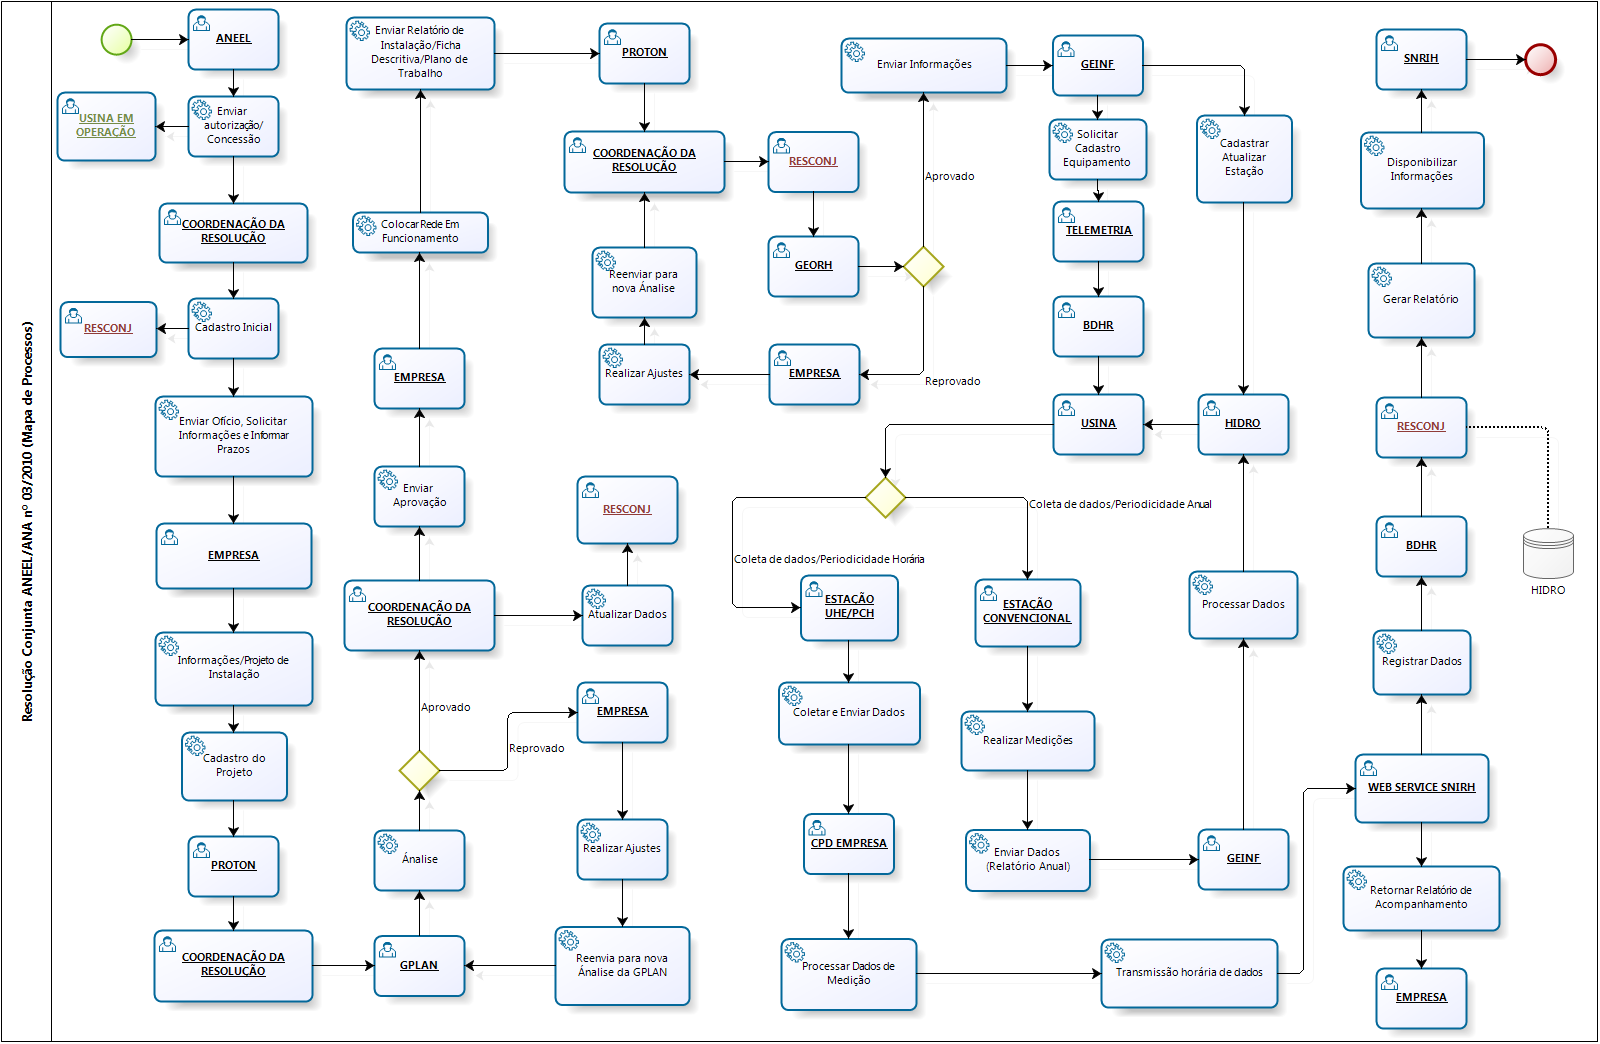 Resolução Conjunta ANEEL/ANA nº 03/2010 (Mapa de Processos)
ANEEL
Enviar
autorização/
Concessão
USINA EM
OPERAÇÃO
COORDENAÇÃO DA
RESOLUÇÃO
Cadastro Inicial
RESCONJ
Enviar Ofício, Solicitar
Informações e Informar
Prazos
EMPRESA
Informações/Projeto de
Instalação
Cadastro do
Projeto
PROTON
COORDENAÇÃO DA
RESOLUÇÃO
GPLAN
Ánalise
Aprovado
Reprovado
COORDENAÇÃO DA
RESOLUÇÃO
Enviar
Aprovação
EMPRESA
Colocar Rede Em
Funcionamento
Enviar Relatório de
Instalação/Ficha
Descritiva/Plano de
Trabalho
RESCONJ
Atualizar Dados
EMPRESA
Realizar Ajustes
Reenvia para nova
Ánalise da GPLAN
PROTON
COORDENAÇÃO DA
RESOLUÇÃO
RESCONJ
GEORH
Reenviar para
nova Ánalise
Realizar Ajustes
EMPRESA
Aprovado
Reprovado
Enviar Informações
GEINF
Solicitar
Cadastro
Equipamento
Cadastrar
Atualizar
Estação
TELEMETRIA
BDHR
USINA
HIDRO
Coleta de dados/Periodicidade Anual
Coleta de dados/Periodicidade Horária
ESTAÇÃO
UHE/PCH
ESTAÇÃO
CONVENCIONAL
Coletar e Enviar Dados
Realizar Medições
CPD EMPRESA
Enviar Dados
(Relatório Anual)
GEINF
Processar Dados
Processar Dados de
Medição
Transmissão horária de dados
SNRIH
Disponibilizar
Informações
Gerar Relatório
RESCONJ
HIDRO
BDHR
Registrar Dados
WEB SERVICE SNIRH
Retornar Relatório de
Acompanhamento
EMPRESA